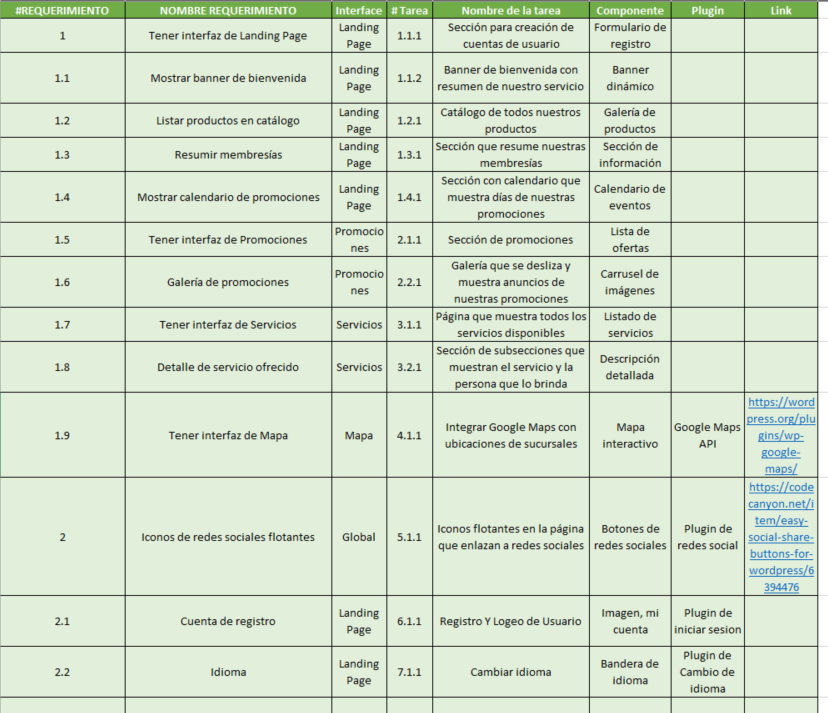 #REQUERIMIENTO NOMBRE REQUERIMIENTO Interface #Tarea Nombre de la tarea Componente Plugin Link
1 Tener interfaz de Landing Page Landing Page 1.1.1 Sección para creación de cuentas de usuario Formulario de registro
1.1 Mostrar banner de bienvenida Landing Page 1.1.2 Banner de bienvenida con resumen de nuestro servicio Banner dinámico
1.2 Listar productos en catálogo Landing Page 1.2.1 Catálogo de todos nuestros productos Galería de productos
1.3 Resumir membresías Landing Page 1.3.1 Sección que resume nuestras membresías Sección de información
1.4 Mostrar calendario de promociones Landing Page 1.4.1 Sección con calendario que muestra días de nuestras promociones Calendario de eventos
1.5 Tener interfaz de Promociones Promociones 2.1.1 Sección de promociones Lista de ofertas
1.6 Galería de promociones Promociones 2.2.1 Galería que se desliza y muestra anuncios de nuestras promociones Carrusel de imágenes
1.7 Tener interfaz de Servicios Servicios 3.1.1 Página que muestra todos los servicios disponibles Listado de servicios
1.8 Detalle de servicio ofrecido Servicios 3.2.1 Sección de subsecciones que muestran el servicio y la persona que lo brinda Descripción detallada
1.9 Tener interfaz de Mapa Mapa 4.1.1 Integrar Google Maps con ubicaciones de sucursales Mapa interactivo Google Maps API https://wordpress.org/plugins/wp-google-maps/
2 Iconos de redes sociales flotantes Global 5.1.1 Iconos flotantes en la página que enlazan a redes sociales Botones de redes sociales Plugin de redes social https://codecanyon.net/item/easy-social-share-buttons-for-wordpress/6394476
2.1 Cuenta de registro Landing Page 6.1.1 Registro Y Logeo de Usuario Imagen, mi cuenta Plugin de iniciar sesion
2.2 Idioma Landing Page 7.1.1 Cambiar idioma Bandera de idioma Plugin de Cambio de idioma